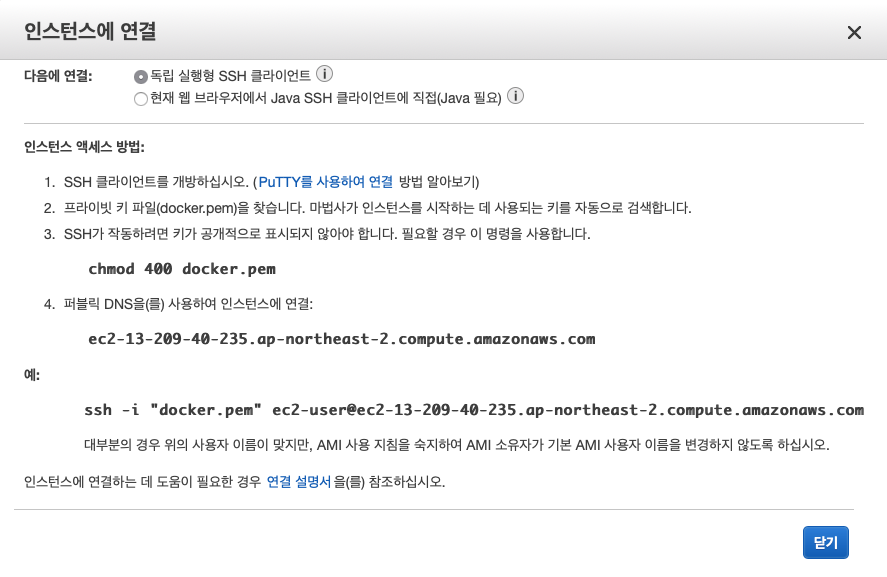 인스턴스에 연결
다음에 연결:
독립 실행형 SSH 클라이언트
현재 웹 브라우저에서 Java SSH 클라이언트에 직접(Java 필요)
인스턴스 액세스 방법:
1. SSH 클라이언트를 개방하십시오. (PuTTY를 사용하여 연결 방법 알아보기)
2. 프라이빗 키 파일(docker.pem)을 찾습니다. 마법사가 인스턴스를 시작하는 데 사용되는 키를 자동으로 검색합니다.
3. SSH가 작동하려면 키가 공개적으로 표시되지 않아야 합니다. 필요할 경우 이 명령을 사용합니다.
chmod 400 docker.pem
4. 퍼블릭 DNS을(를) 사용하여 인스턴스에 연결:
ec2-13-209-40-235.ap-northeast-2.compute.amazonaws.com
예:
ssh -i "docker.pem" ec2-user@ec2-13-209-40-235.ap-northeast-2.compute.amazonaws.com
대부분의 경우 위의 사용자 이름이 맞지만, AMI 사용 지침을 숙지하여 AMI 소유자가 기본 AMI 사용자 이름을 변경하지 않도록 하십시오.
인스턴스에 연결하는 데 도움이 필요한 경우 연결 설명서을(를) 참조하십시오.
닫기